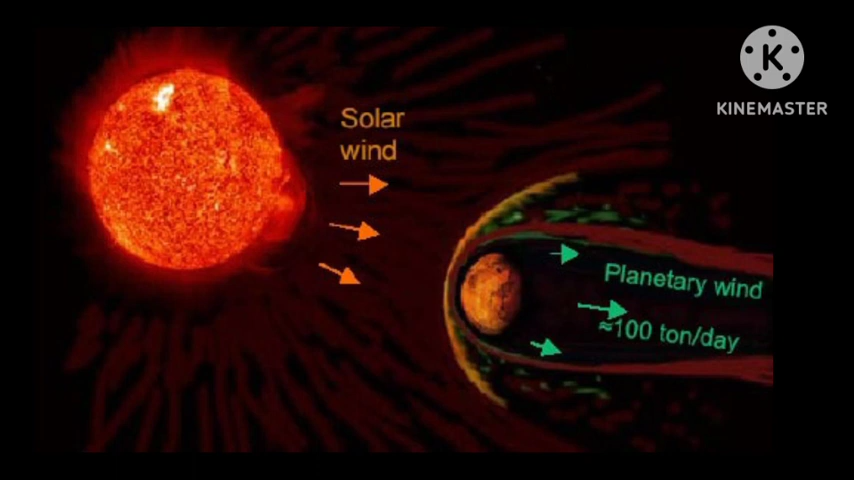 K
KINEMASTER
Solar
wind
Planetary wind
≈100 ton/day